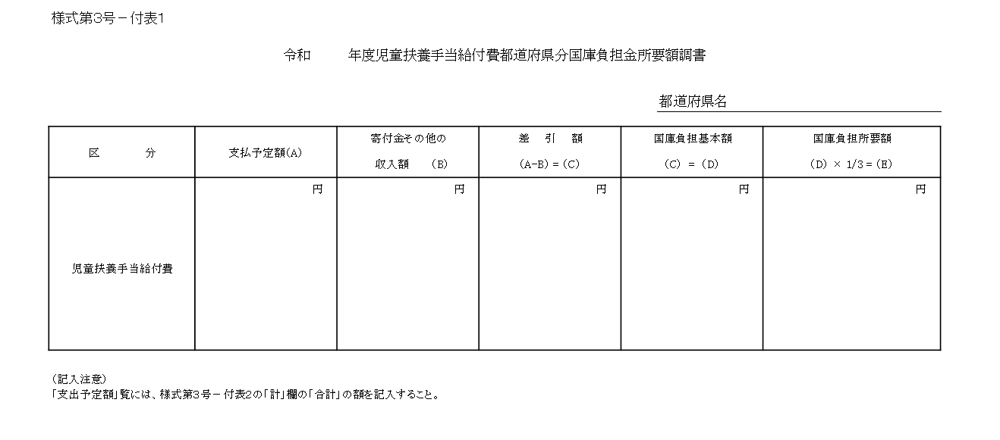 様式第3号－付表1
令和　　年度児童扶養手当給付費都道府県分国庫負担金所要額調書
都道府県名
区　　　　分
支払予定額(A)
寄付金その他の
収入額　（B）
差　引　額
（A-B）＝（C）
国庫負担基本額
（C）＝（D）
国庫負担所要額
（D）× 1/3＝（E）
円
円
円
円
円
児童扶養手当給付費
（記入注意）
「支出予定額」覧には、様式第3号－付表2の「計」欄の「合計」の額を記入すること。